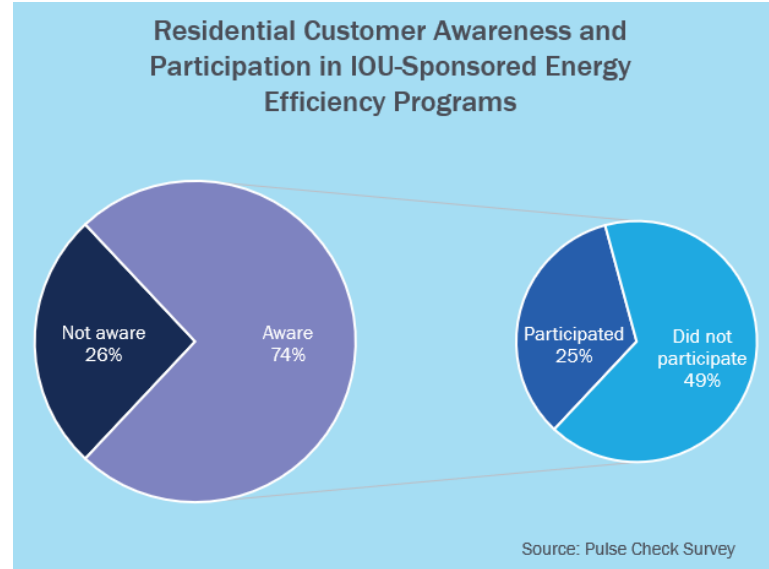 Residential Customer Awareness and
Participation in IOU-Sponsored Energy
Efficiency Programs
Not aware
26%
Aware
74%
Participated
25%
Did not
participate
49%
Source: Pulse Check Survey